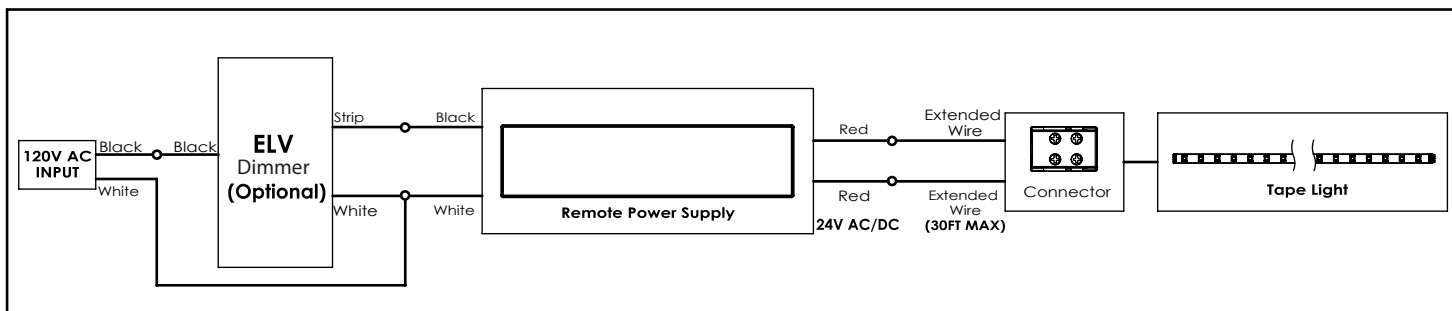 120V AC
INPUT
Black
Black
White
ELV
Dimmer
(Optional)
Strip
White
Black
White
Remote Power Supply
Red
Red
24V AC/DC
Extended
Wire
Extended
Wire
(30FT MAX)
Connector
Tape Light